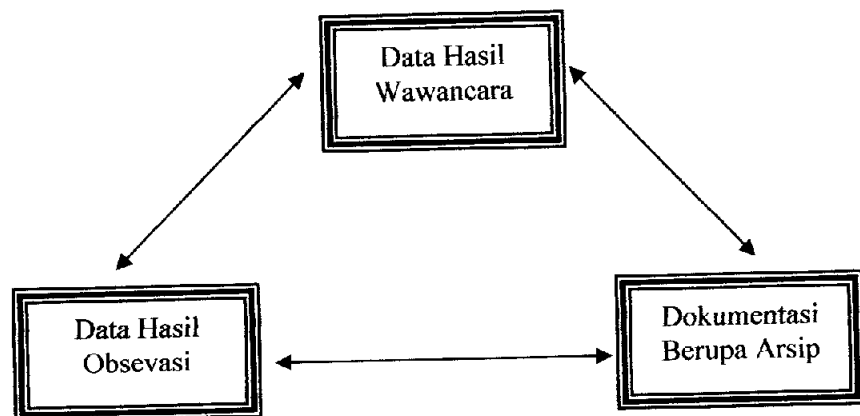 Data Hasil
Wawancara
Data Hasil
Obsevasi
Dokumentasi
Berupa Arsip